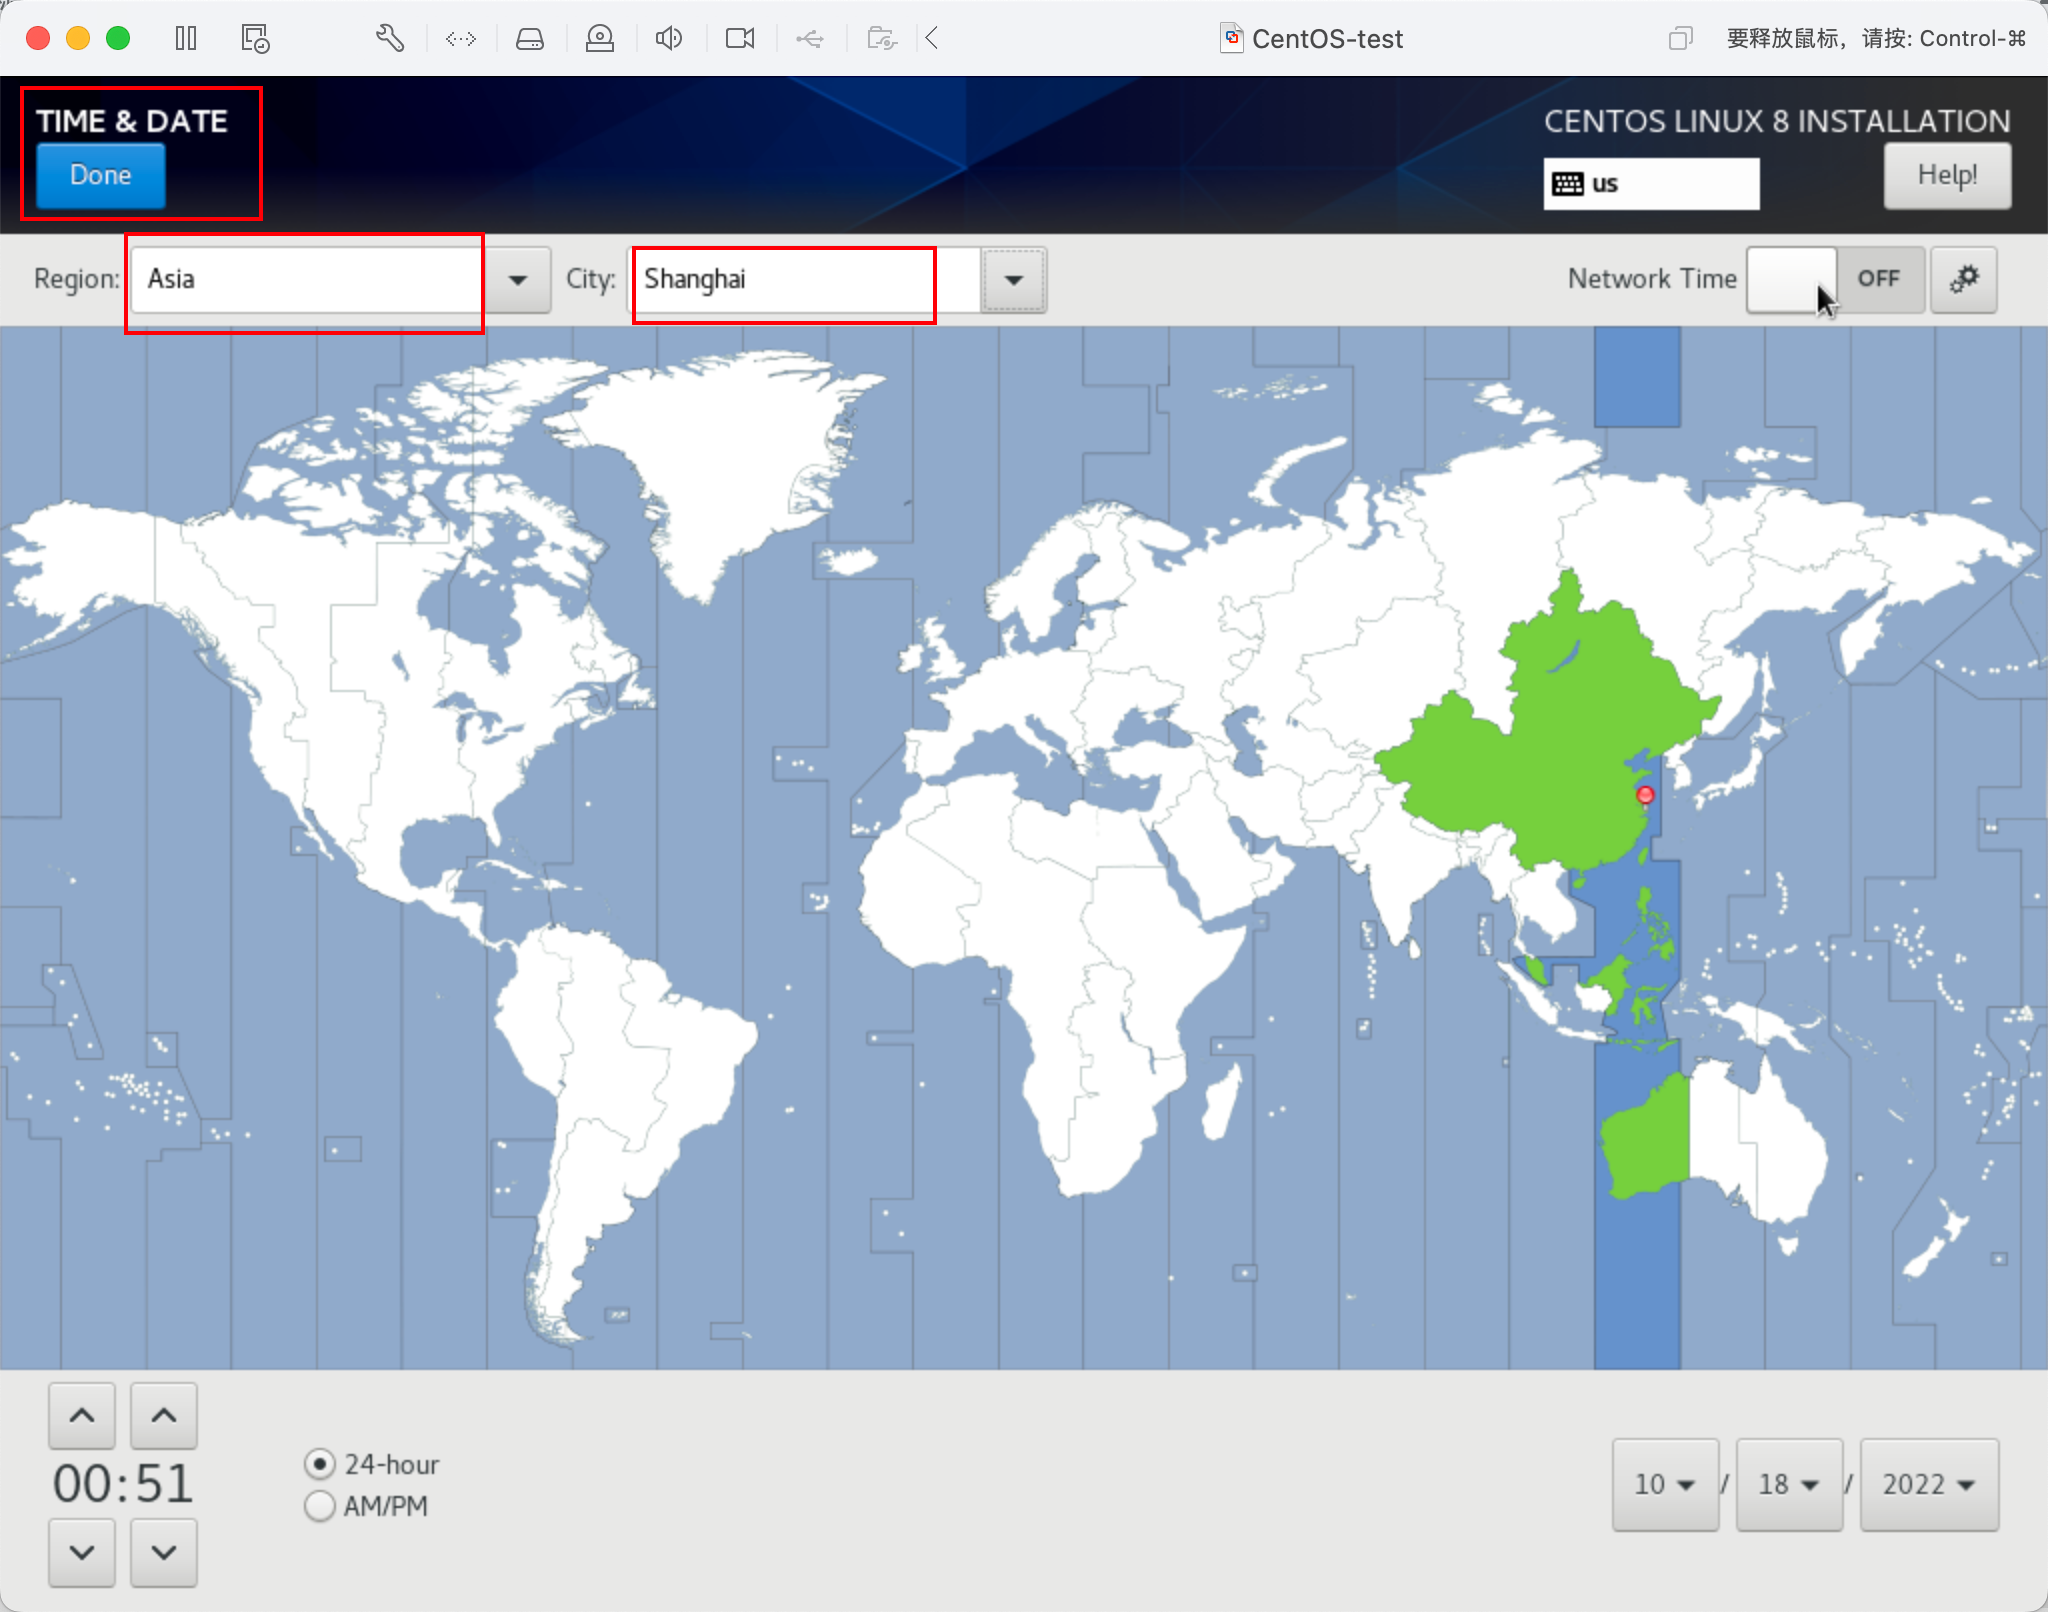 CentOS-test
要释放鼠标，请按: Control-⌘
TIME & DATE
CENTOS LINUX 8 INSTALLATION
Done
us
Help!
Region:
Asia
City:
Shanghai
Network Time
OFF
00:51
24-hour
AM/PM
10 / 18 / 2022